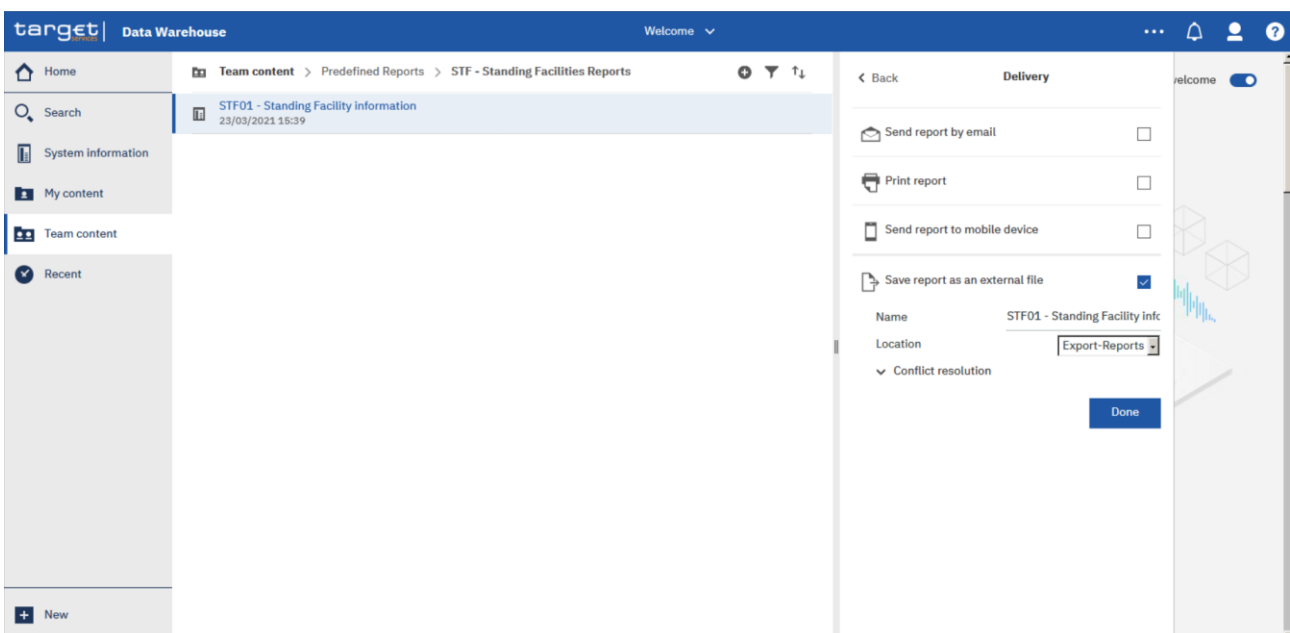 target| Data Warehouse
services
Welcome
Home
Search
System information
My content
Team content
Recent
New
Team content > Predefined Reports > STF - Standing Facilities Reports
STF01 - Standing Facility information
23/03/2021 15:39
Back
Delivery
Send report by email
Print report
Send report to mobile device
Save report as an external file
Name STF01 - Standing Facility infc
Location Export-Reports
Conflict resolution
Done
elcome